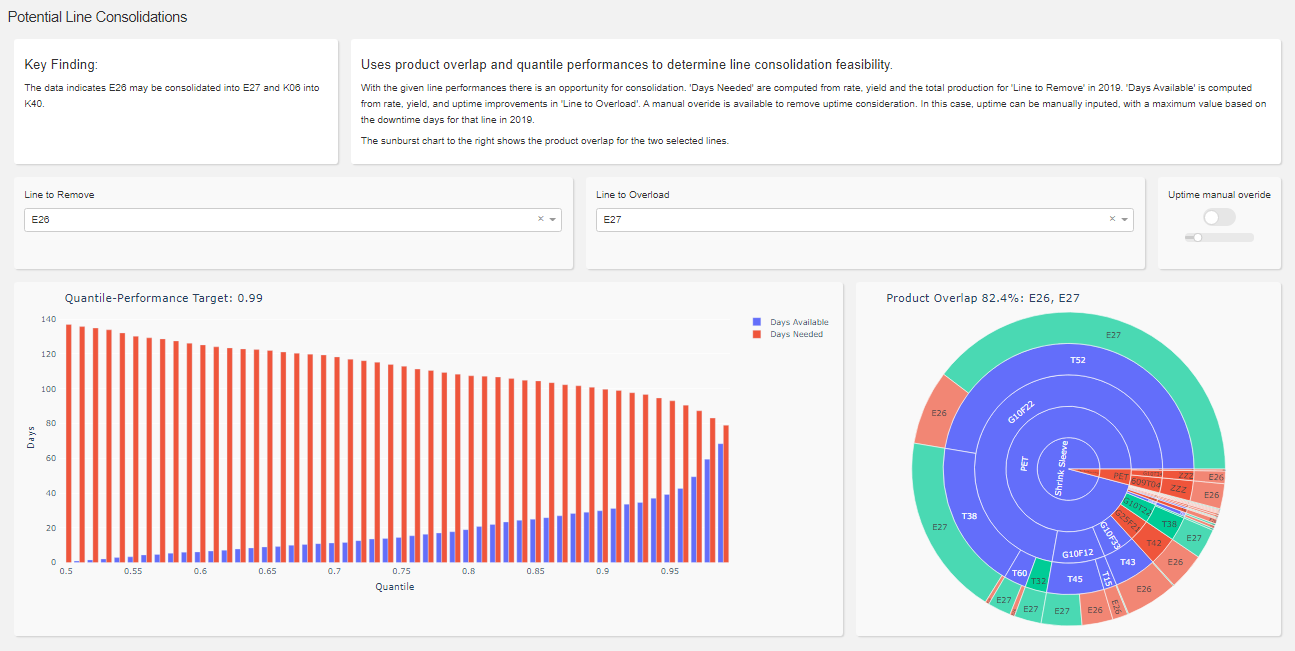 Potential Line Consolidations
Key Finding:
The data indicates E26 may be consolidated into E27 and K06 into
K40.
Uses product overlap and quantile performances to determine line consolidation feasibility.
With the given line performances there is an opportunity for consolidation. 'Days Needed' are computed from rate, yield and the total production for 'Line to Remove' in 2019. 'Days Available' is computed
from rate, yield, and uptime improvements in 'Line to Overload'. A manual overide is available to remove uptime consideration. In this case, uptime can be manually inputed, with a maximum value based on
the downtime days for that line in 2019.
The sunburst chart to the right shows the product overlap for the two selected lines.
Line to Remove
E26
Line to Overload
E27
Uptime manual overide
Quantile-Performance Target: 0.99
Days Available
Days Needed
140
120
100
80
60
40
20
0
Days
0.5
0.55
0.6
0.65
0.7
0.75
0.8
0.85
0.9
0.95
Quantile
Product Overlap 82.4%: E26, E27
E27
T52
G10F22
PET
Shrink Sleeve
E26
E27
T38
T60
E27
T32
E27
G10F12
T45
E27
E26
T15
E26
G10F33
T43
E26
S25F21
T42
E26
G10T22
T38
E27
PET
609T04
ZZZ
E26
ZZZ
E26